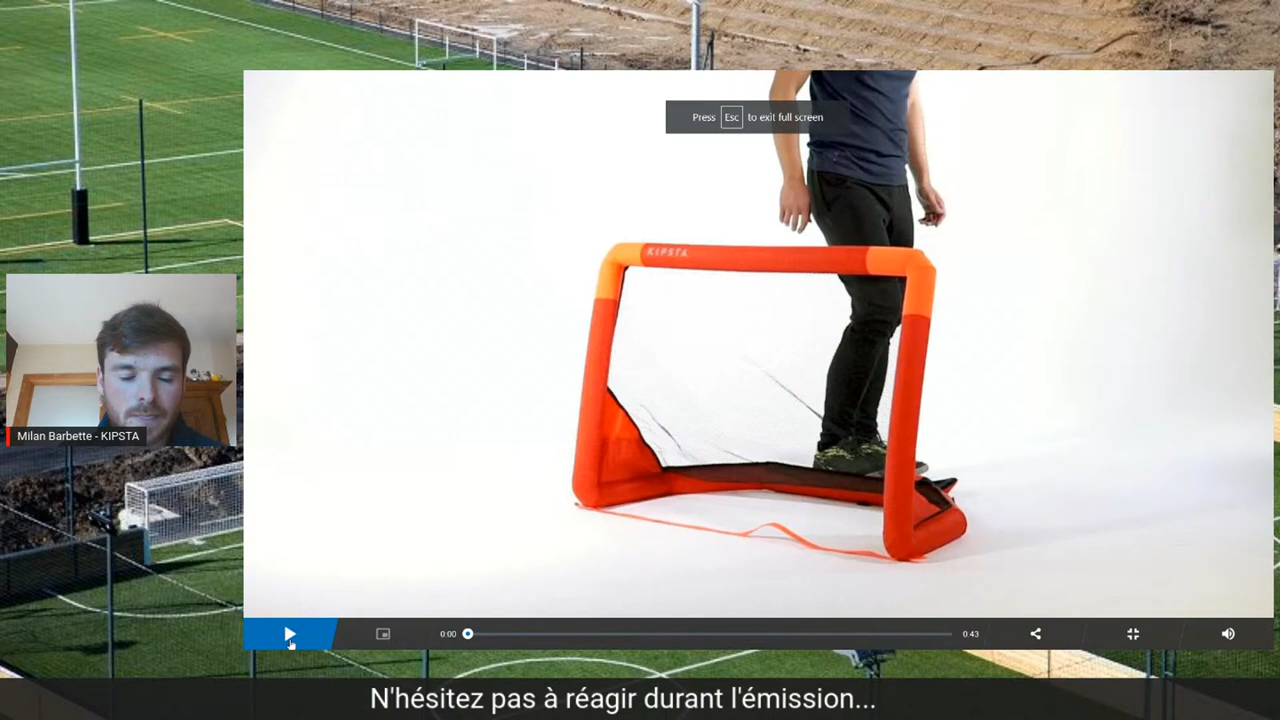 Press Esc to exit full screen
KIPSTA
Milan Barbette - KIPSTA
0:00
0:43
N'hésitez pas à réagir durant l'émission...